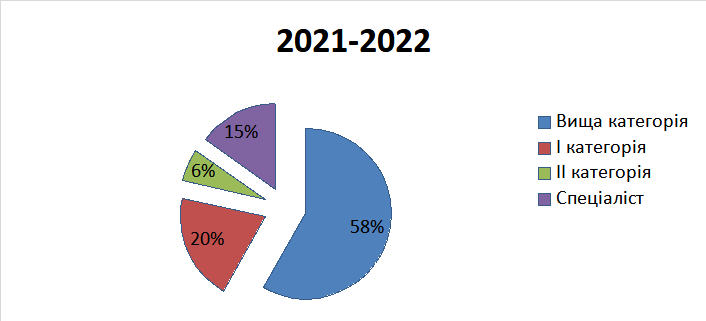 2021-2022
15%
6%
20%
58%
Вища категорія
І категорія
ІІ категорія
Спеціаліст